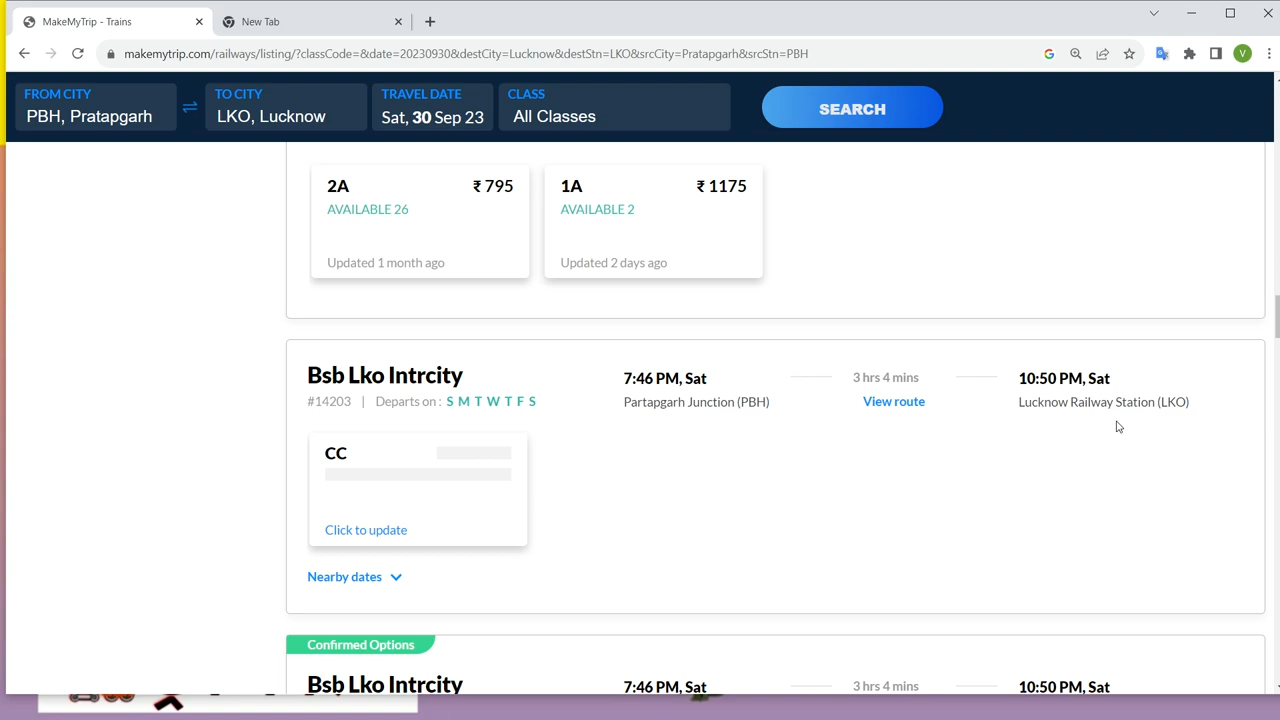 MakeMyTrip - Trains
New Tab
makemytrip.com/railways/listing/?classCode=&date=20230930&destCity=Lucknow&destStn=LKO&srcCity=Pratapgarh&srcStn=PBH
V
FROM CITY
TO CITY
TRAVEL DATE
CLASS
PBH, Pratapgarh
LKO, Lucknow
Sat, 30 Sep 23
All Classes
SEARCH
2A ₹ 795
AVAILABLE 26
Updated 1 month ago
1A ₹ 1175
AVAILABLE 2
Updated 2 days ago
Bsb Lko Intrcity
#14203 | Departs on : S M T W T F S
7:46 PM, Sat
Partapgarh Junction (PBH)
3 hrs 4 mins
View route
10:50 PM, Sat
Lucknow Railway Station (LKO)
CC
Click to update
Nearby dates
Confirmed Options
Bsb Lko Intrcity
7:46 PM, Sat
3 hrs 4 mins
10:50 PM, Sat